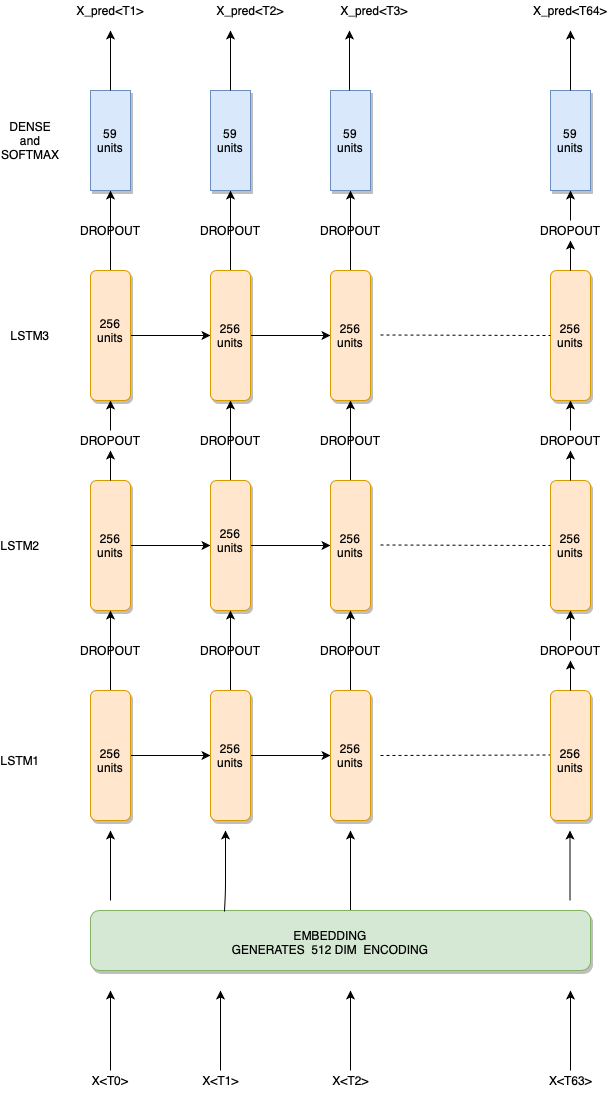 X_pred<T1> X_pred<T2> X_pred<T3> X_pred<T64>
DENSE
and
SOFTMAX
59
units
59
units
59
units
59
units
DROPOUT DROPOUT DROPOUT DROPOUT
LSTM3
256
units
256
units
256
units
256
units
DROPOUT DROPOUT DROPOUT DROPOUT
LSTM2
256
units
256
units
256
units
256
units
DROPOUT DROPOUT DROPOUT DROPOUT
LSTM1
256
units
256
units
256
units
256
units
EMBEDDING
GENERATES 512 DIM ENCODING
X<T0> X<T1> X<T2> X<T63>